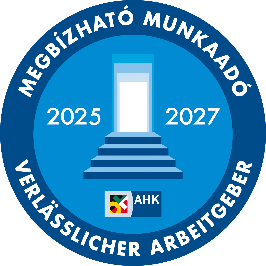 MEGBÍZHATÓ MUNKAADÓ
2025 2027
AHK
VERLÄSSLICHER ARBEITGEBER